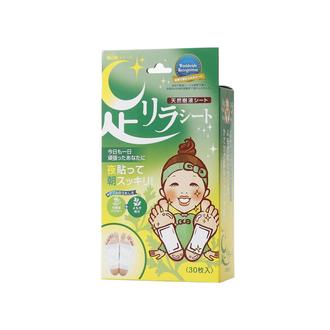 Worldwide
Recognition
天然樹液シート
足リラシート
今日も一日
頑張ったあなたに
夜貼って
朝スッキリ!!
(30枚入)